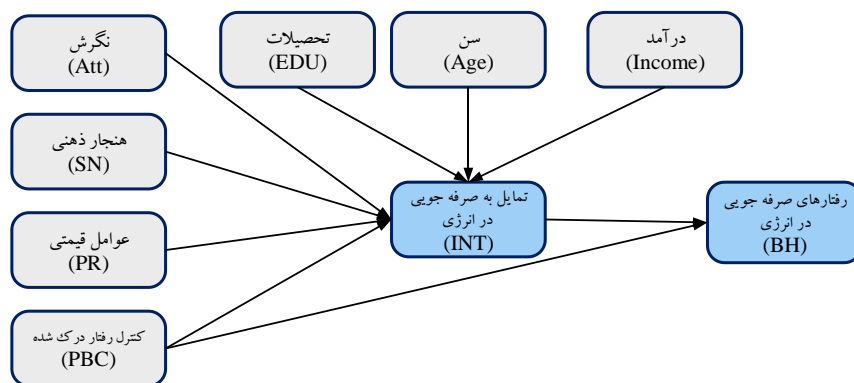 نگرش
(Att)
تحصیلات
(EDU)
سن
(Age)
درآمد
(Income)
هنجار ذهنی
(SN)
تمایل به صرفه جویی
در انرژی
(INT)
رفتارهای صرفه جویی
در انرژی
(BH)
عوامل قیمتی
(PR)
کنترل رفتار درک شده
(PBC)